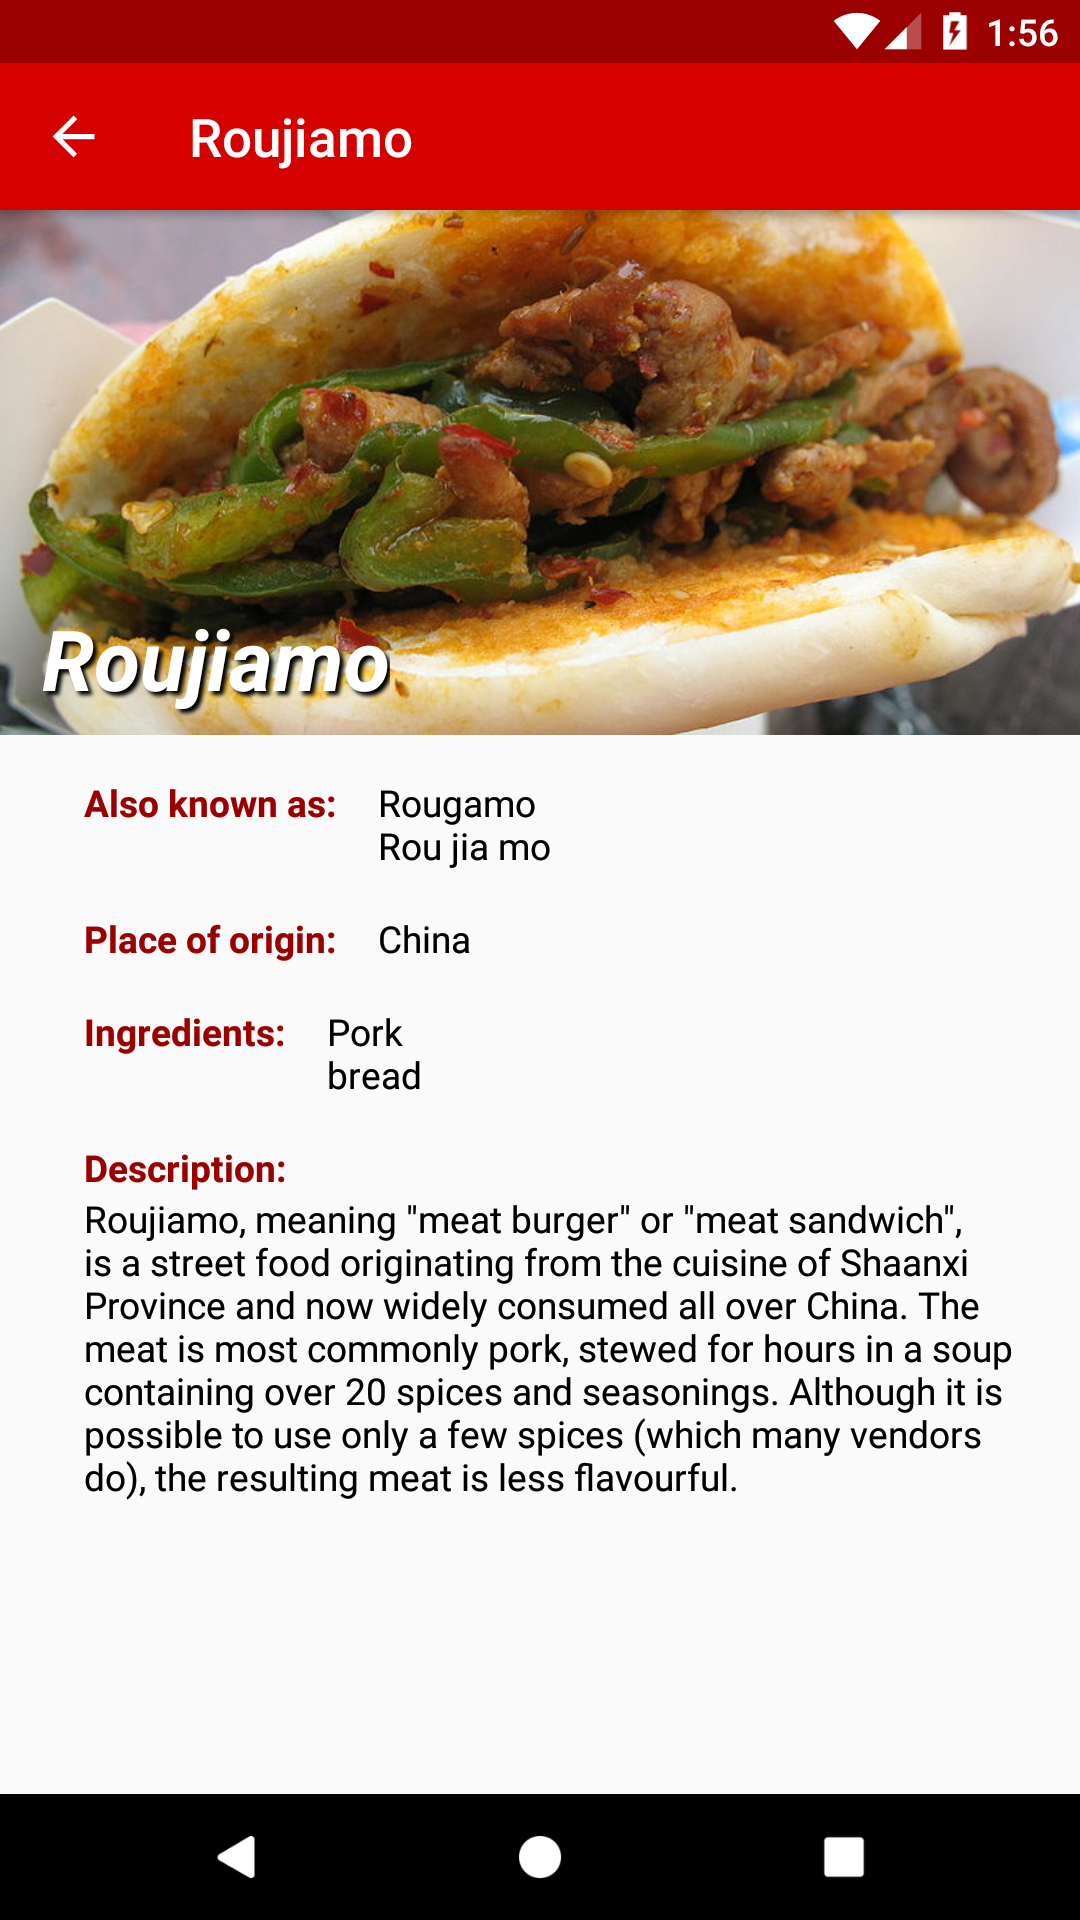 1:56
Roujiamo
Roujiamo
Also known as: Rougamo
Rou jia mo
Place of origin: China
Ingredients: Pork
bread
Description:
Roujiamo, meaning "meat burger" or "meat sandwich",
is a street food originating from the cuisine of Shaanxi
Province and now widely consumed all over China. The
meat is most commonly pork, stewed for hours in a soup
containing over 20 spices and seasonings. Although it is
possible to use only a few spices (which many vendors
do), the resulting meat is less flavourful.